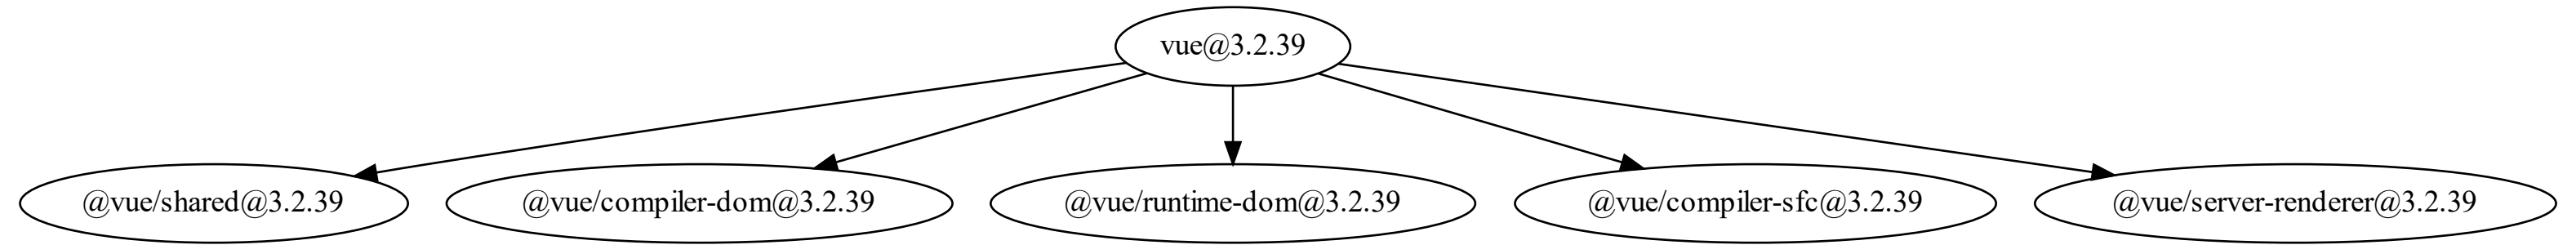 vue@3.2.39
@vue/shared@3.2.39
@vue/compiler-dom@3.2.39
@vue/runtime-dom@3.2.39
@vue/compiler-sfc@3.2.39
@vue/server-renderer@3.2.39